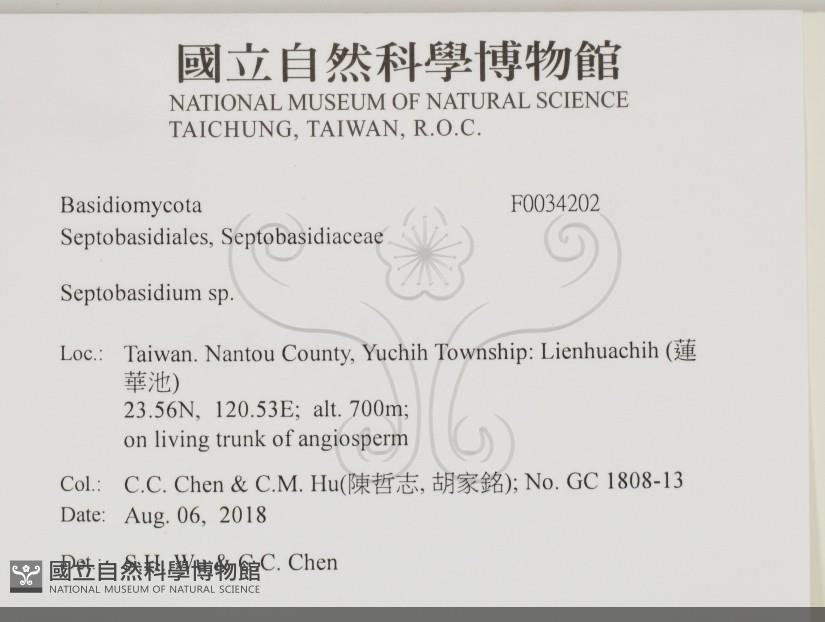 國立自然科學博物館
NATIONAL MUSEUM OF NATURAL SCIENCE
TAICHUNG, TAIWAN, R.O.C.
Basidiomycota F0034202
Septobasidiales, Septobasidiaceae
Septobasidium sp.
Loc.: Taiwan. Nantou County, Yuchih Township: Lienhuachih (蓮
華池)
23.56N, 120.53E; alt. 700m;
on living trunk of angiosperm
Col.: C.C. Chen & C.M. Hu(陳哲志, 胡家銘); No. GC 1808-13
Date: Aug. 06, 2018
Det.: S.H. Wu & C.C. Chen
國立自然科學博物館
NATIONAL MUSEUM OF NATURAL SCIENCE